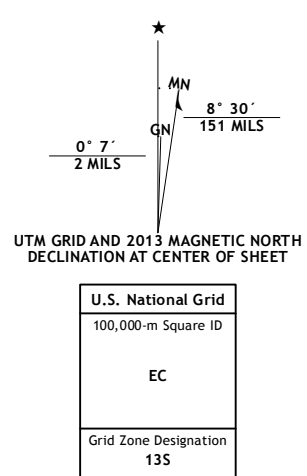 ★
MN
GN
8° 30´
151 MILS
0° 7´
2 MILS
UTM GRID AND 2013 MAGNETIC NORTH
DECLINATION AT CENTER OF SHEET
U.S. National Grid
100,000-m Square ID
EC
Grid Zone Designation
13S